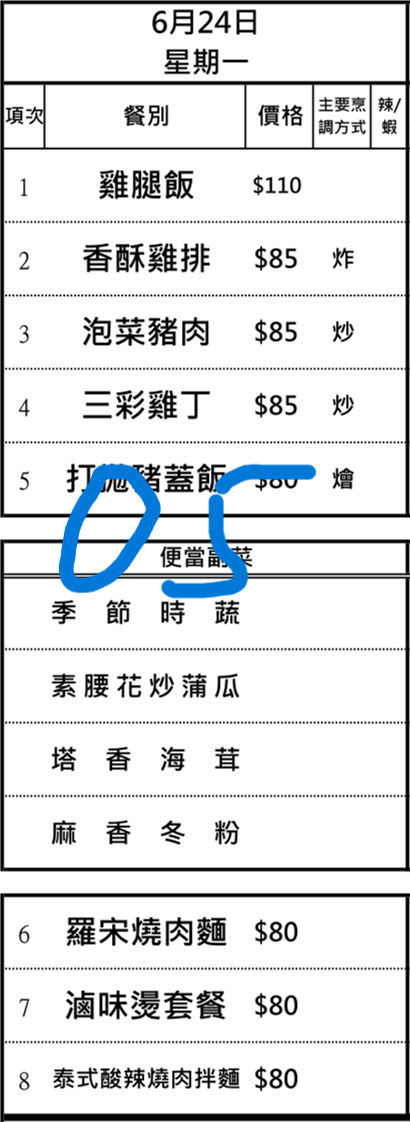 6月24日
星期一
項次 餐別 價格 主要烹調方式 辣/蝦
1 雞腿飯 $110
2 香酥雞排 $85 炸
3 泡菜豬肉 $85 炒
4 三彩雞丁 $85 炒
5 打拋豬蓋飯 $80 燴
05
便當副菜
季節時蔬
素腰花炒蒲瓜
塔香海茸
麻香冬粉
6 羅宋燒肉麵 $80
7 滷味燙套餐 $80
8 泰式酸辣燒肉拌麵 $80